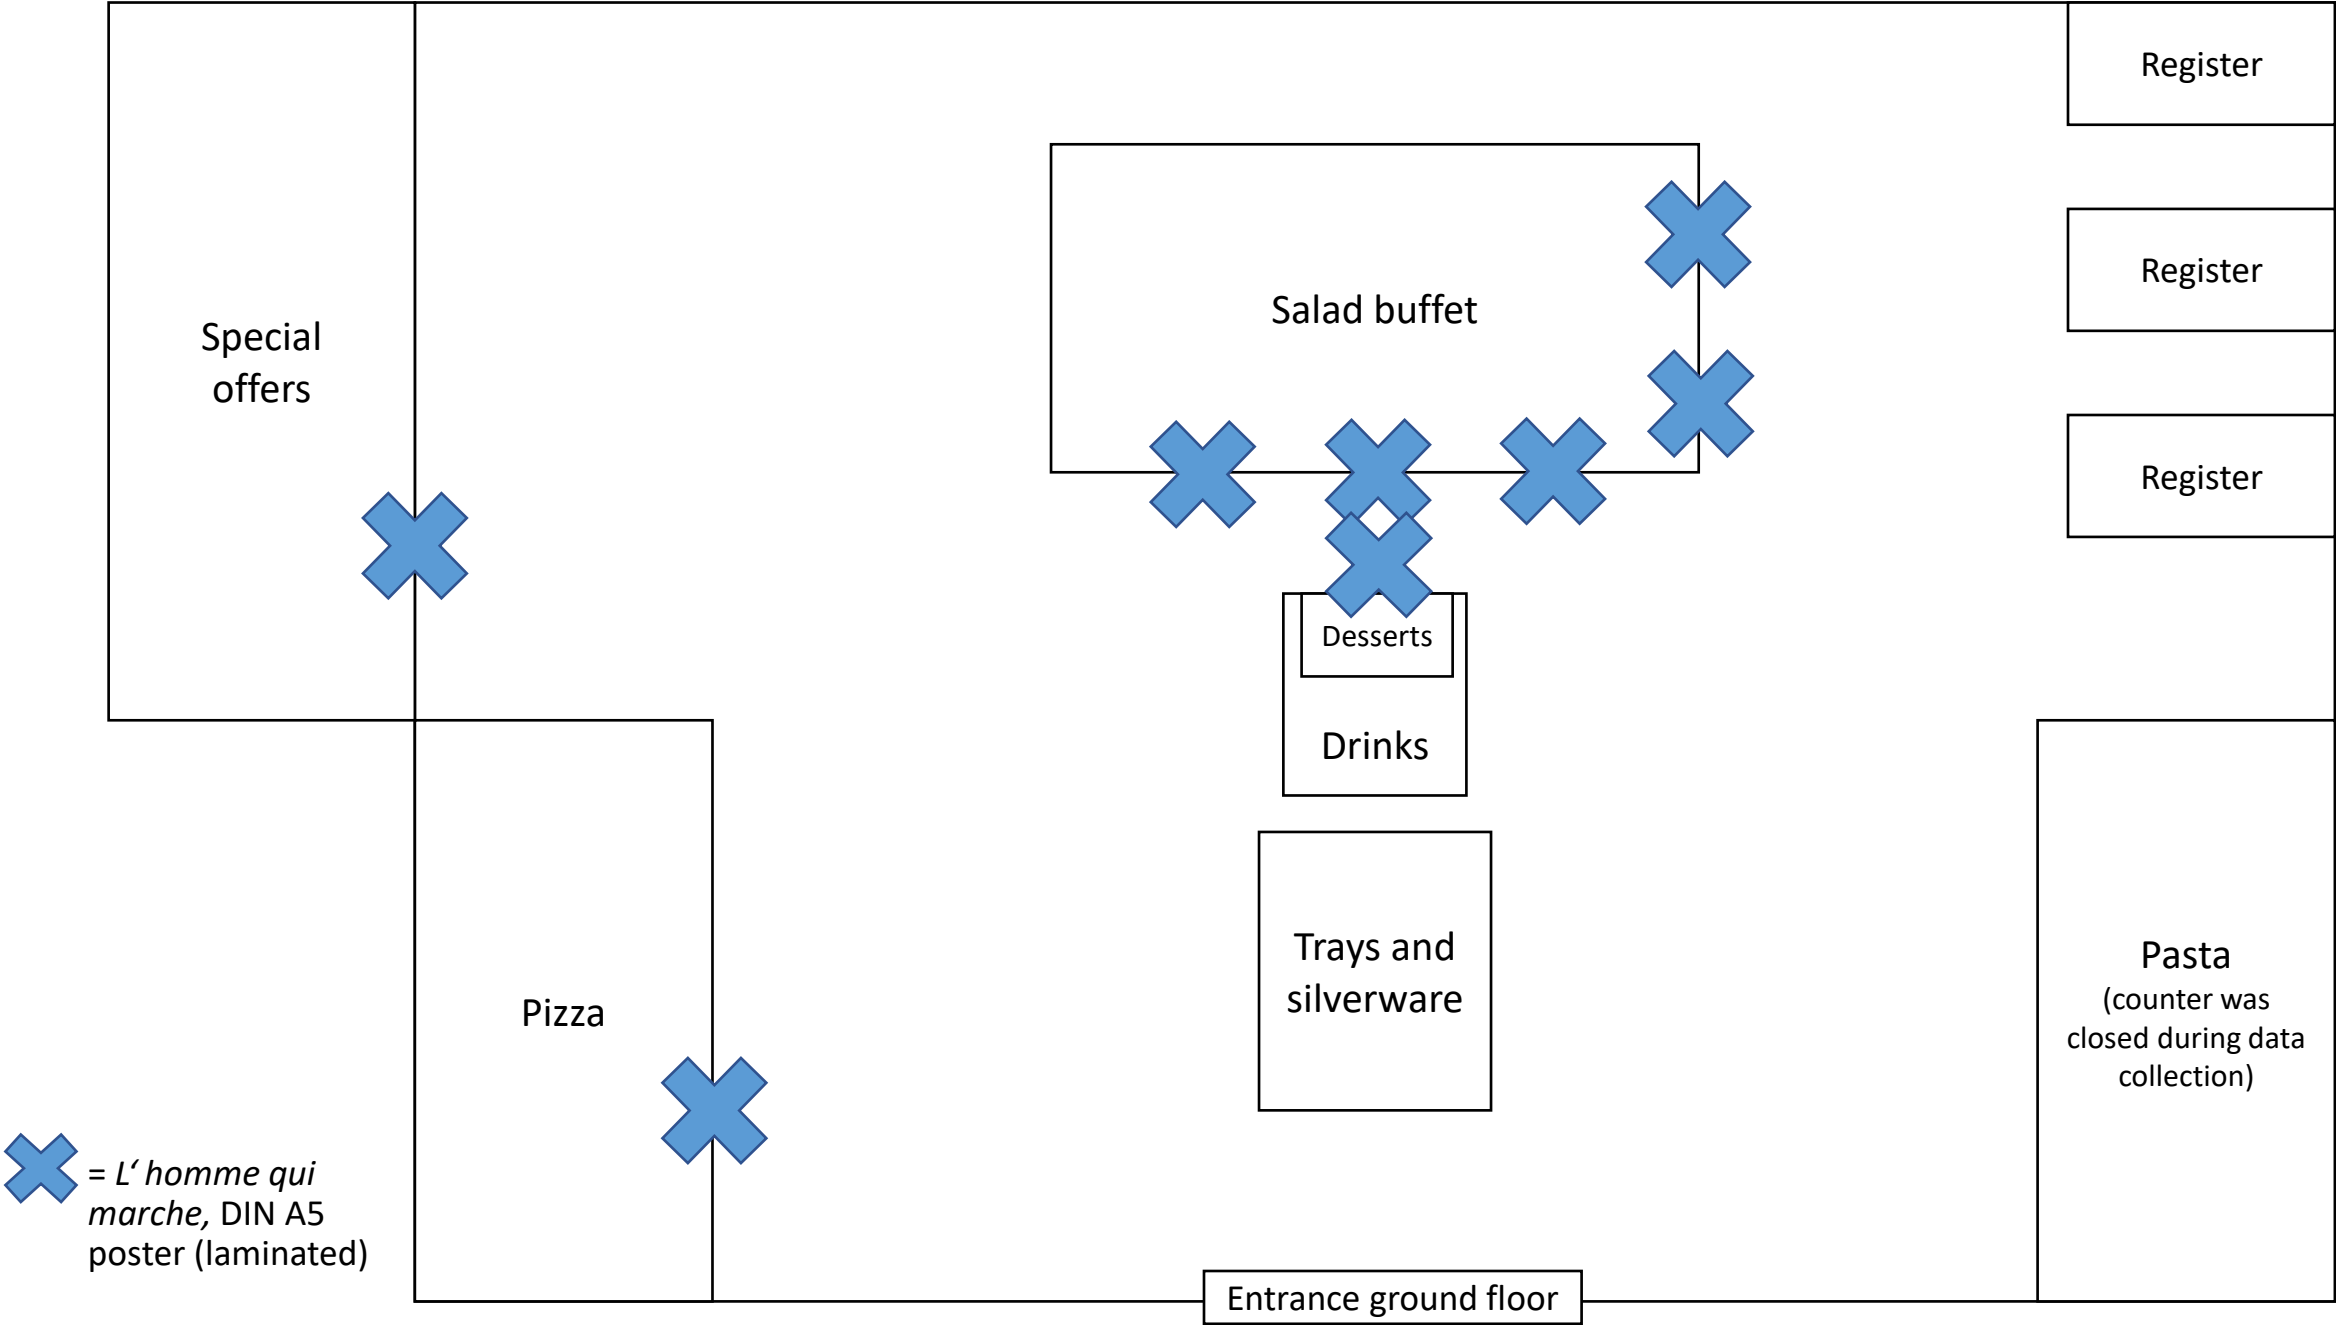 Register
Register
Salad buffet
Special
offers
Register
Desserts
Drinks
Trays and
silverware
Pasta
(counter was
closed during data
collection)
Pizza
= L‘ homme qui
marche, DIN A5
poster (laminated)
Entrance ground floor